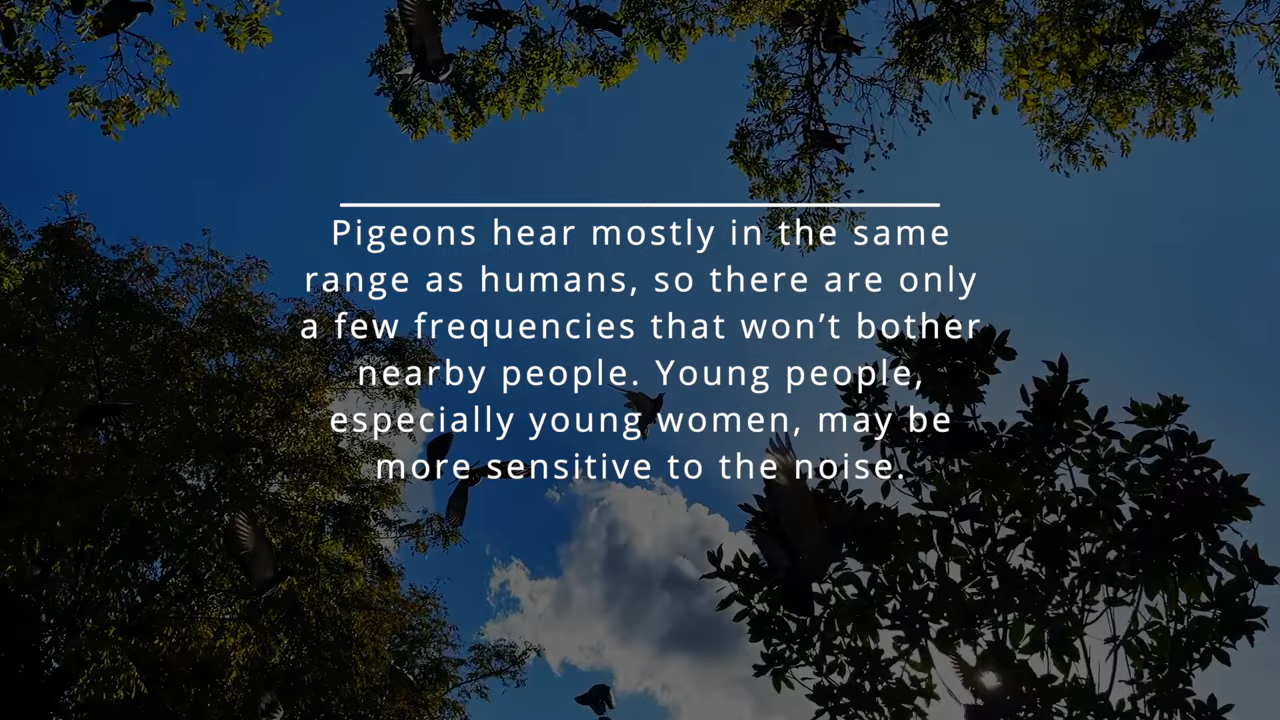 Pigeons hear mostly in the same
range as humans, so there are only
a few frequencies that won’t bother
nearby people. Young people,
especially young women, may be
more sensitive to the noise.